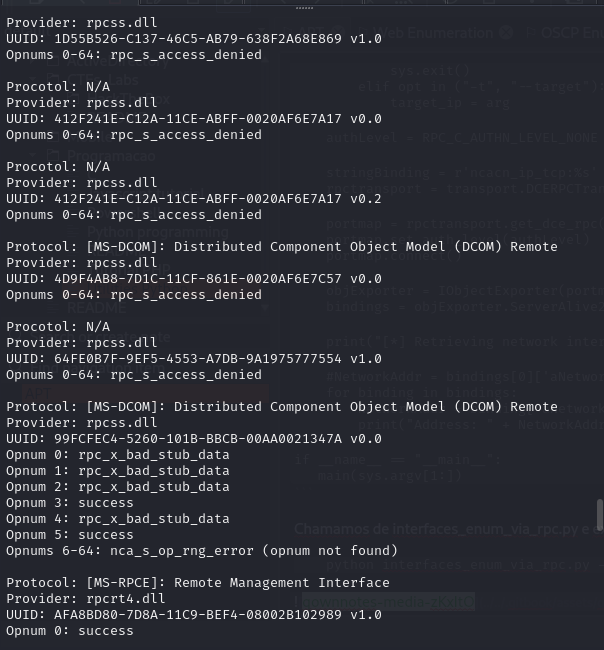 Provider: rpcss.dll
UUID: 1D55B526-C137-46C5-AB79-638F2A68E869 v1.0
Opnums 0-64: rpc_s_access_denied
Procotol: N/A
Provider: rpcss.dll
UUID: 412F241E-C12A-11CE-ABFF-0020AF6E7A17 v0.0
Opnums 0-64: rpc_s_access_denied
Procotol: N/A
Provider: rpcss.dll
UUID: 412F241E-C12A-11CE-ABFF-0020AF6E7A17 v0.2
Opnums 0-64: rpc_s_access_denied
Protocol: [MS-DCOM]: Distributed Component Object Model (DCOM) Remote
Provider: rpcss.dll
UUID: 4D9F4AB8-7D1C-11CF-861E-0020AF6E7C57 v0.0
Opnums 0-64: rpc_s_access_denied
Procotol: N/A
Provider: rpcss.dll
UUID: 64FE0B7F-9EF5-4553-A7DB-9A1975777554 v1.0
Opnums 0-64: rpc_s_access_denied
Protocol: [MS-DCOM]: Distributed Component Object Model (DCOM) Remote
Provider: rpcss.dll
UUID: 99FCFEC4-5260-101B-BBCB-00AA0021347A v0.0
Opnum 0: rpc_x_bad_stub_data
Opnum 1: rpc_x_bad_stub_data
Opnum 2: rpc_x_bad_stub_data
Opnum 3: success
Opnum 4: rpc_x_bad_stub_data
Opnum 5: success
Opnums 6-64: nca_s_op_rng_error (opnum not found)
Protocol: [MS-RPCE]: Remote Management Interface
Provider: rpcrt4.dll
UUID: AFA8BD80-7D8A-11C9-BEF4-08002B102989 v1.0
Opnum 0: success